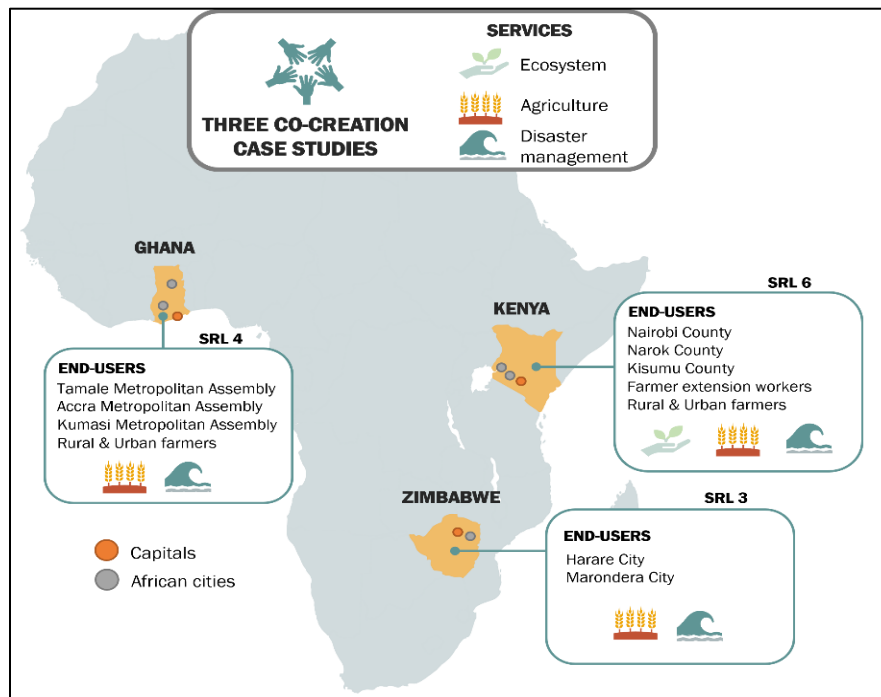 THREE CO-CREATION
CASE STUDIES
SERVICES
Ecosystem
Agriculture
Disaster
management
GHANA
SRL 4
END-USERS
Tamale Metropolitan Assembly
Accra Metropolitan Assembly
Kumasi Metropolitan Assembly
Rural & Urban farmers
KENYA
SRL 6
END-USERS
Nairobi County
Narok County
Kisumu County
Farmer extension workers
Rural & Urban farmers
ZIMBABWE
SRL 3
END-USERS
Harare City
Marondera City
Capitals
African cities